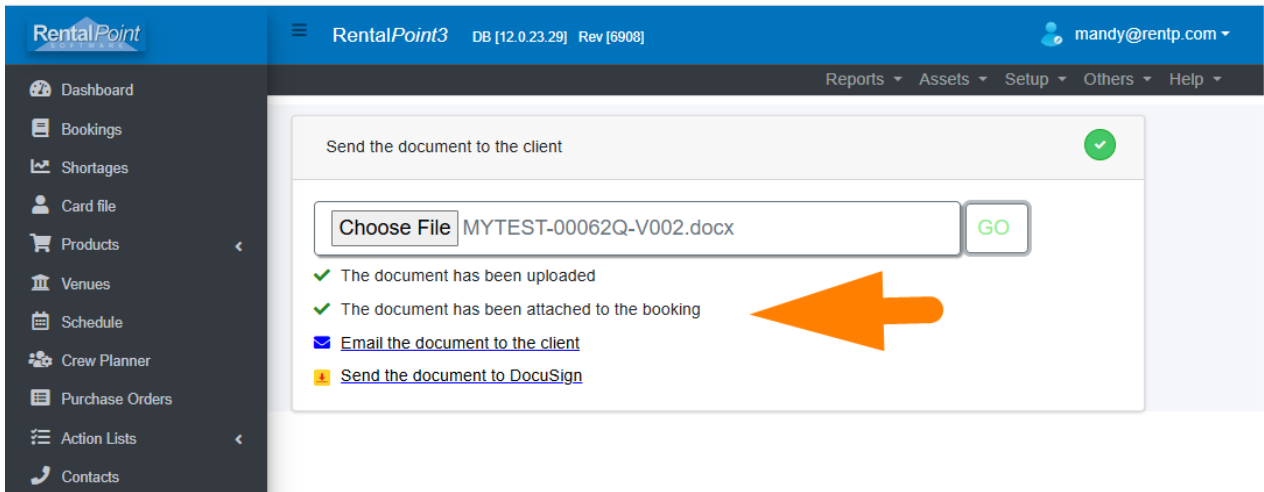 RentalPoint
SOFTWARE
RentalPoint3 DB [12.0.23.29] Rev [6908]
mandy@rentp.com
Reports Assets Setup Others Help
Dashboard
Bookings
Shortages
Card file
Products
Venues
Schedule
Crew Planner
Purchase Orders
Action Lists
Contacts
Send the document to the client
Choose File MYTEST-00062Q-V002.docx GO
The document has been uploaded
The document has been attached to the booking
Email the document to the client
Send the document to DocuSign